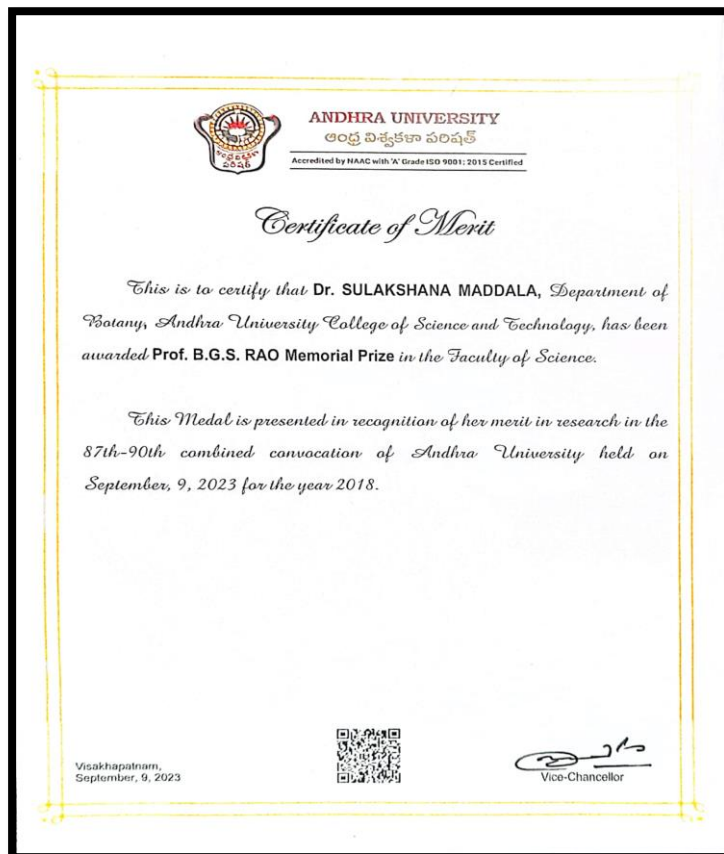 ANDHRA UNIVERSITY
ఆంధ్ర విశ్వకళా పరిషత్
Accredited by NAAC with 'A' Grade ISO 9001: 2015 Certified
Certificate of Merit
This is to certify that Dr. SULAKSHANA MADDALA, Department of
Botany, Andhra University College of Science and Technology, has been
awarded Prof. B.G.S. RAO Memorial Prize in the Faculty of Science.
This Medal is presented in recognition of her merit in research in the
87th-90th combined convocation of Andhra University held on
September, 9, 2023 for the year 2018.
Visakhapatnam,
September, 9, 2023
Vice-Chancellor